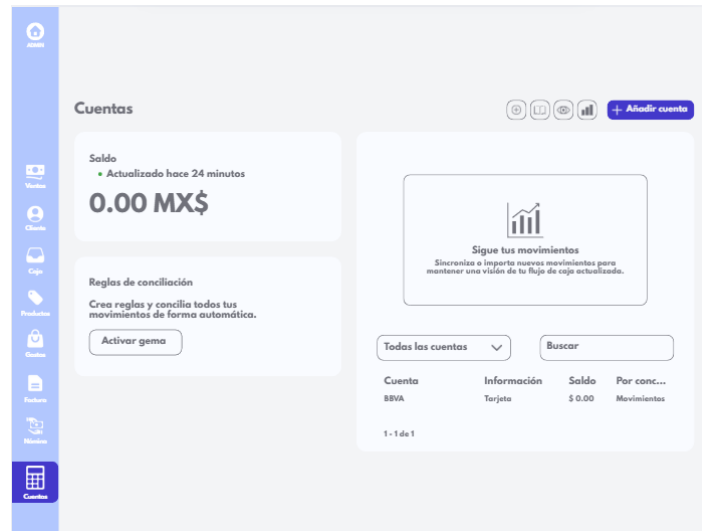 ADMIN
Cuentas
Añadir cuenta
Saldo
Actualizado hace 24 minutos
0.00 MX$
Reglas de conciliación
Crea reglas y concilia todos tus
movimientos de forma automática.
Activar gema
Sigue tus movimientos
Sincroniza o importa nuevos movimientos para
mantener una visión de tu flujo de caja actualizada.
Todas las cuentas
Buscar
Cuenta Información Saldo Por conc...
BBVA Tarjeta $ 0.00 Movimientos
1 - 1 de 1
Ventas
Cliente
Caja
Productos
Gastos
Factura
Nómina
Cuentas